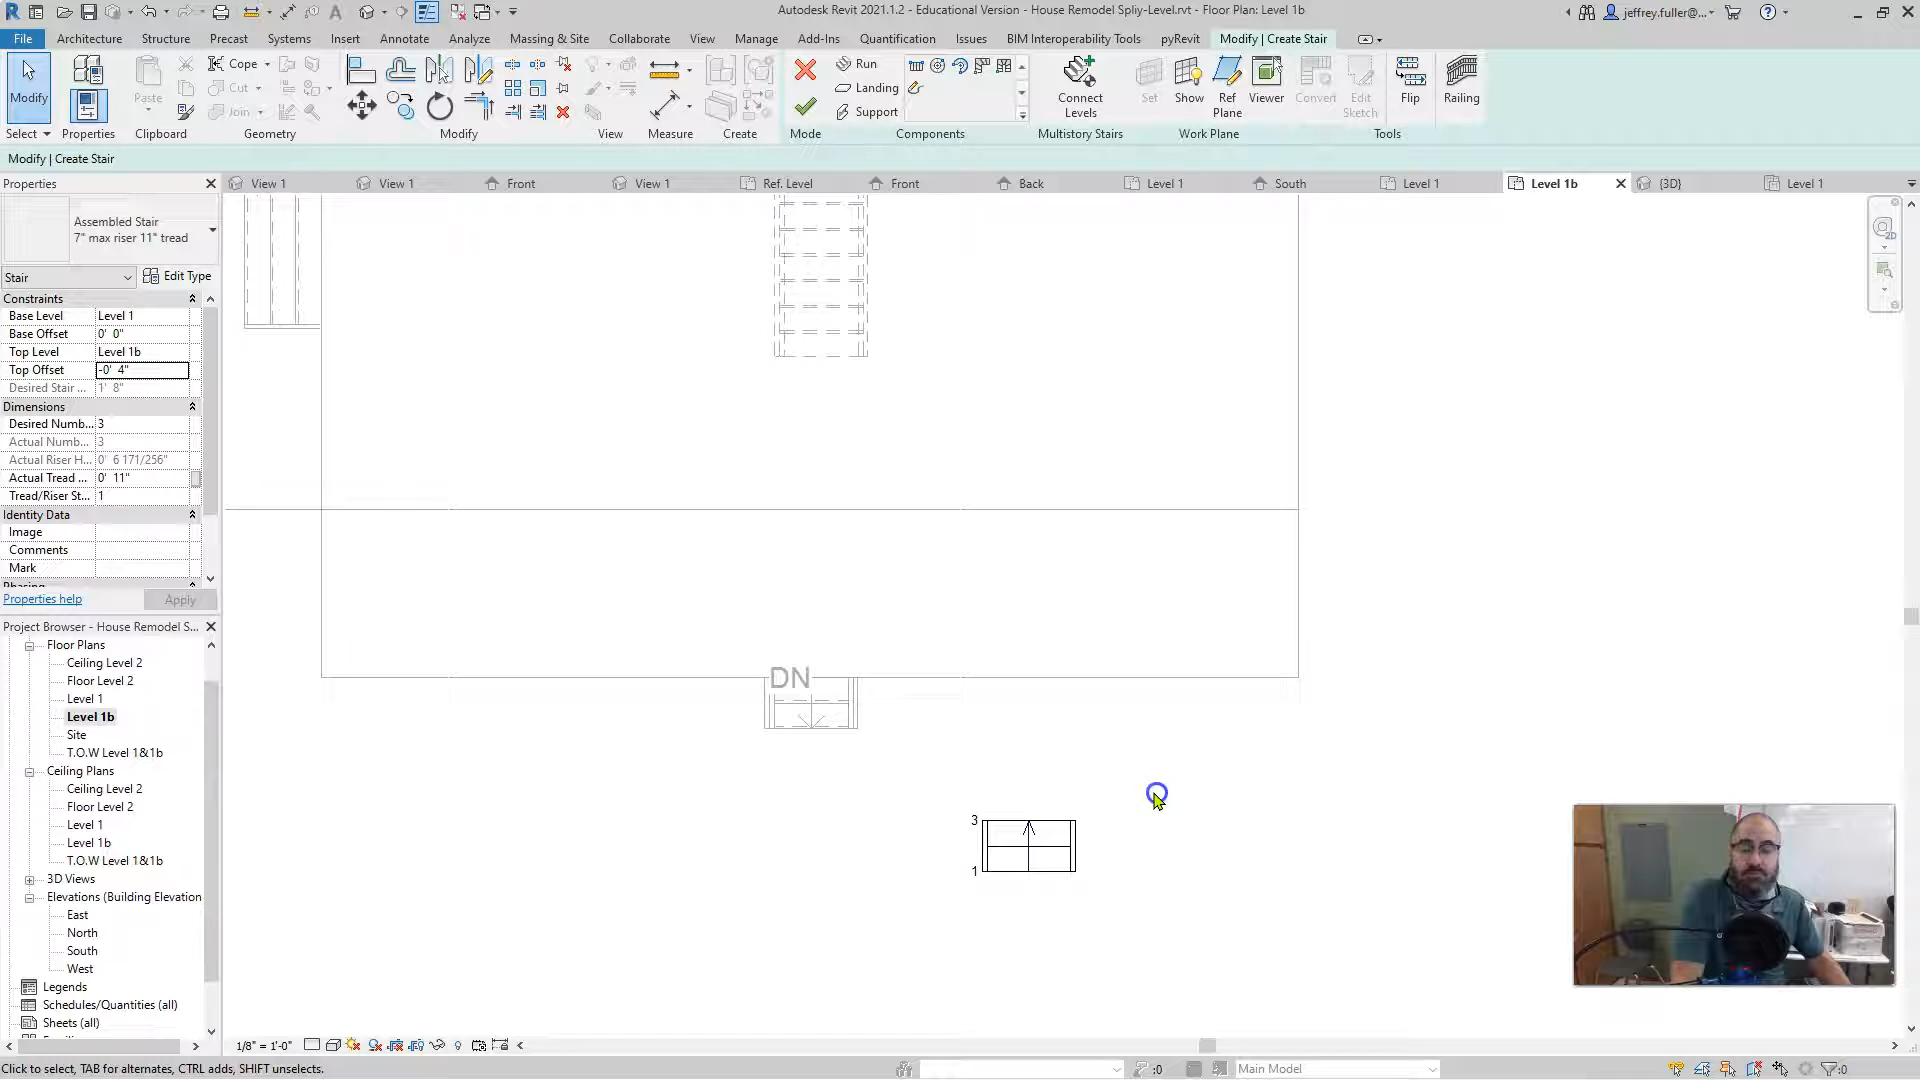 Autodesk Revit 2021.1.2 - Educational Version - House Remodel Spliy-Level.rvt - Floor Plan: Level 1b
jeffrey.fuller@...
File Architecture Structure Precast Systems Insert Annotate Analyze Massing & Site Collaborate View Manage Add-Ins Quantification Issues BIM Interoperability Tools pyRevit Modify | Create Stair
Modify
Paste
Cope
Cut
Join
Run
Landing
Support
Connect Levels
Set
Show
Ref Plane
Viewer
Convert
Edit Sketch
Flip
Railing
Select Properties Clipboard Geometry Modify View Measure Create Mode Components Multistory Stairs Work Plane Tools
Modify | Create Stair
Properties
View 1 View 1 Front View 1 Ref. Level Front Back Level 1 South Level 1 Level 1b {3D} Level 1
Assembled Stair
7" max riser 11" tread
Stair Edit Type
Constraints
Base Level Level 1
Base Offset 0' 0"
Top Level Level 1b
Top Offset -0' 4"
Desired Stair ... 1' 8"
Dimensions
Desired Numb... 3
Actual Numb... 3
Actual Riser H... 0' 6 171/256"
Actual Tread ... 0' 11"
Tread/Riser St... 1
Identity Data
Image
Comments
Mark
Phasing
Properties help Apply
Project Browser - House Remodel S...
Floor Plans
Ceiling Level 2
Floor Level 2
Level 1
Level 1b
Site
T.O.W Level 1&1b
Ceiling Plans
Ceiling Level 2
Floor Level 2
Level 1
Level 1b
T.O.W Level 1&1b
3D Views
Elevations (Building Elevation
East
North
South
West
Legends
Schedules/Quantities (all)
Sheets (all)
DN
3
1
2D
1/8" = 1'-0"
Click to select, TAB for alternates, CTRL adds, SHIFT unselects.
:0
Main Model
:0